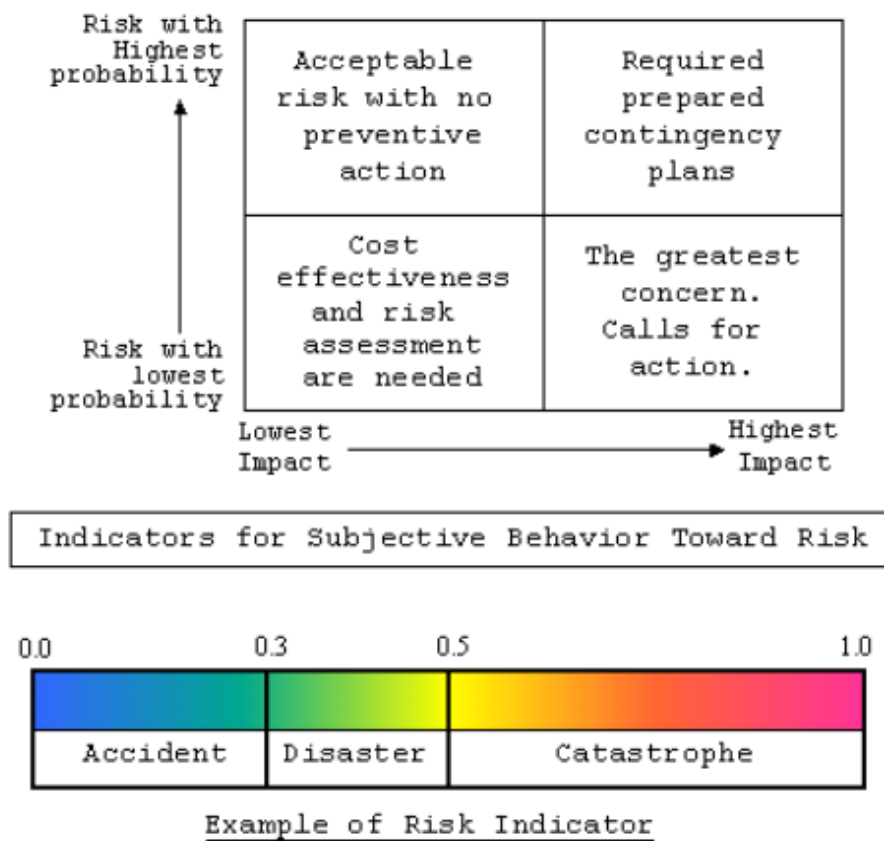 Risk with
Highest
probability
Acceptable
risk with no
preventive
action
Required
prepared
contingency
plans
Cost
effectiveness
and risk
assessment
are needed
The greatest
concern.
Calls for
action.
Risk with
lowest
probability
Lowest
Impact
Highest
Impact
Indicators for Subjective Behavior Toward Risk
0.0 0.3 0.5 1.0
Accident Disaster Catastrophe
Example of Risk Indicator